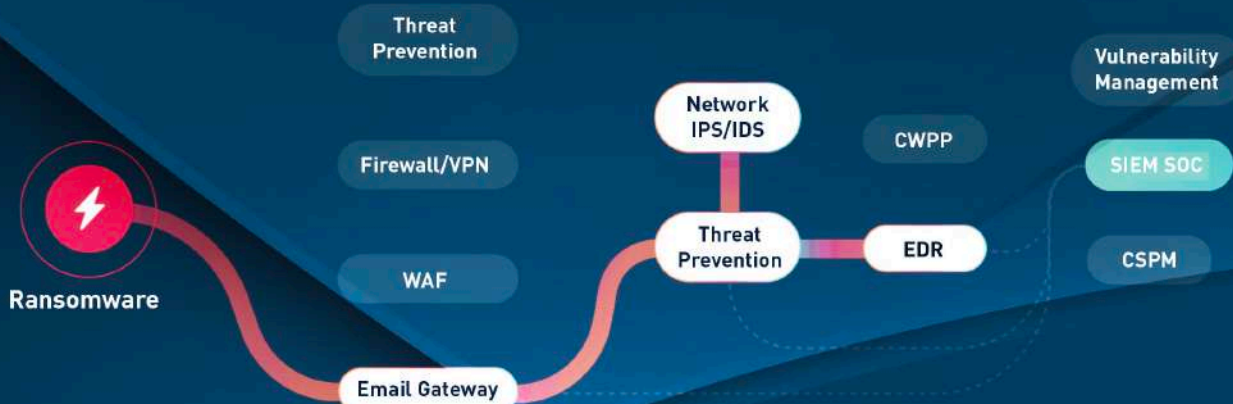 Threat
Prevention
Vulnerability
Management
Network
IPS/IDS
CWPP
Firewall/VPN
SIEM SOC
Threat
Prevention
EDR
WAF
CSPM
Ransomware
Email Gateway